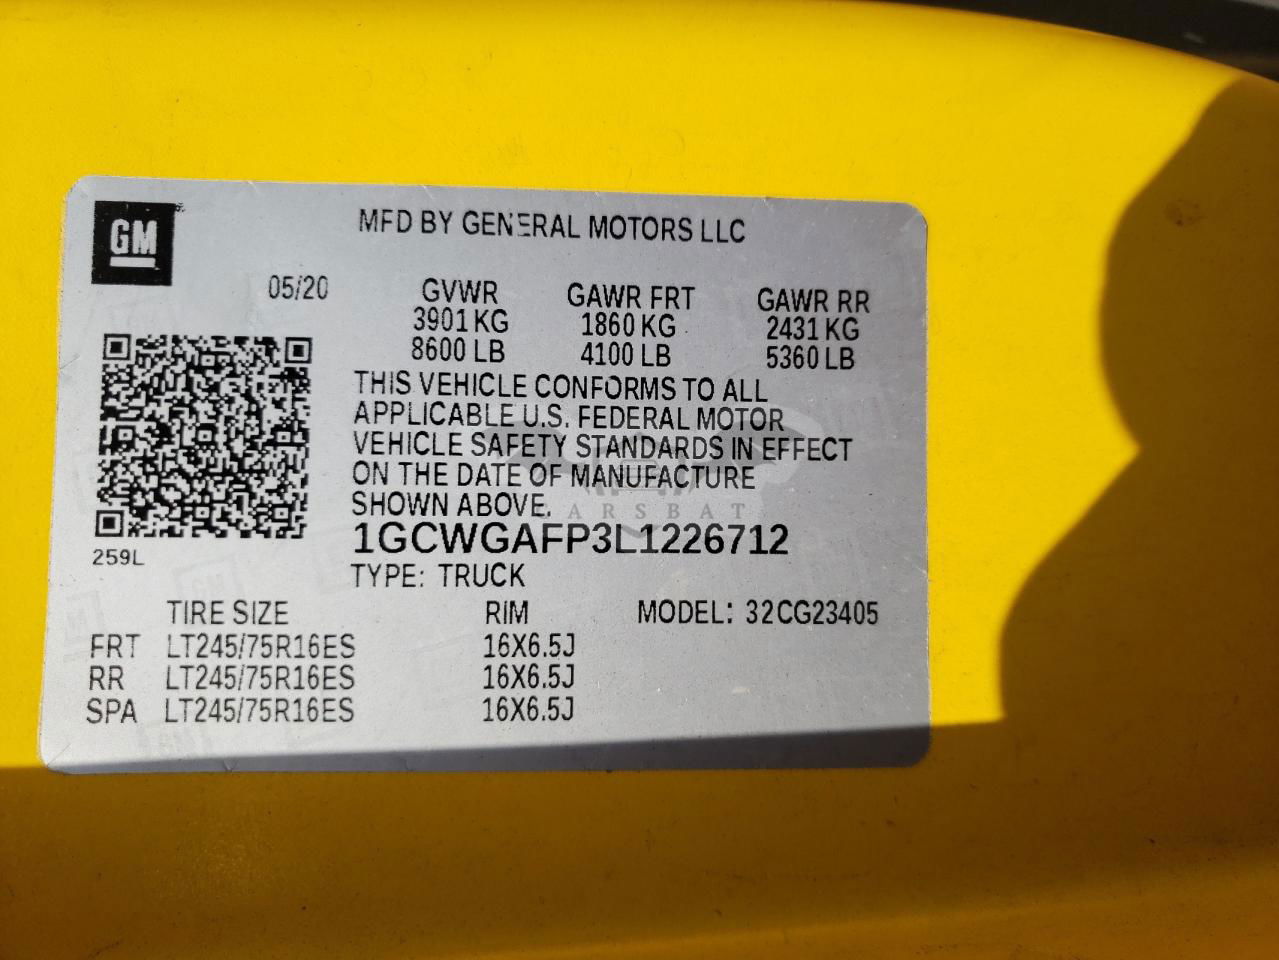 GM
MFD BY GENERAL MOTORS LLC
05/20
GVWR GAWR FRT GAWR RR
3901 KG 1860 KG 2431 KG
8600 LB 4100 LB 5360 LB
THIS VEHICLE CONFORMS TO ALL
APPLICABLE U.S. FEDERAL MOTOR
VEHICLE SAFETY STANDARDS IN EFFECT
ON THE DATE OF MANUFACTURE
SHOWN ABOVE.
ARSBAT
1GCWGAFP3L1226712
259L
TYPE: TRUCK
TIRE SIZE RIM MODEL: 32CG23405
FRT LT245/75R16ES 16X6.5J
RR LT245/75R16ES 16X6.5J
SPA LT245/75R16ES 16X6.5J